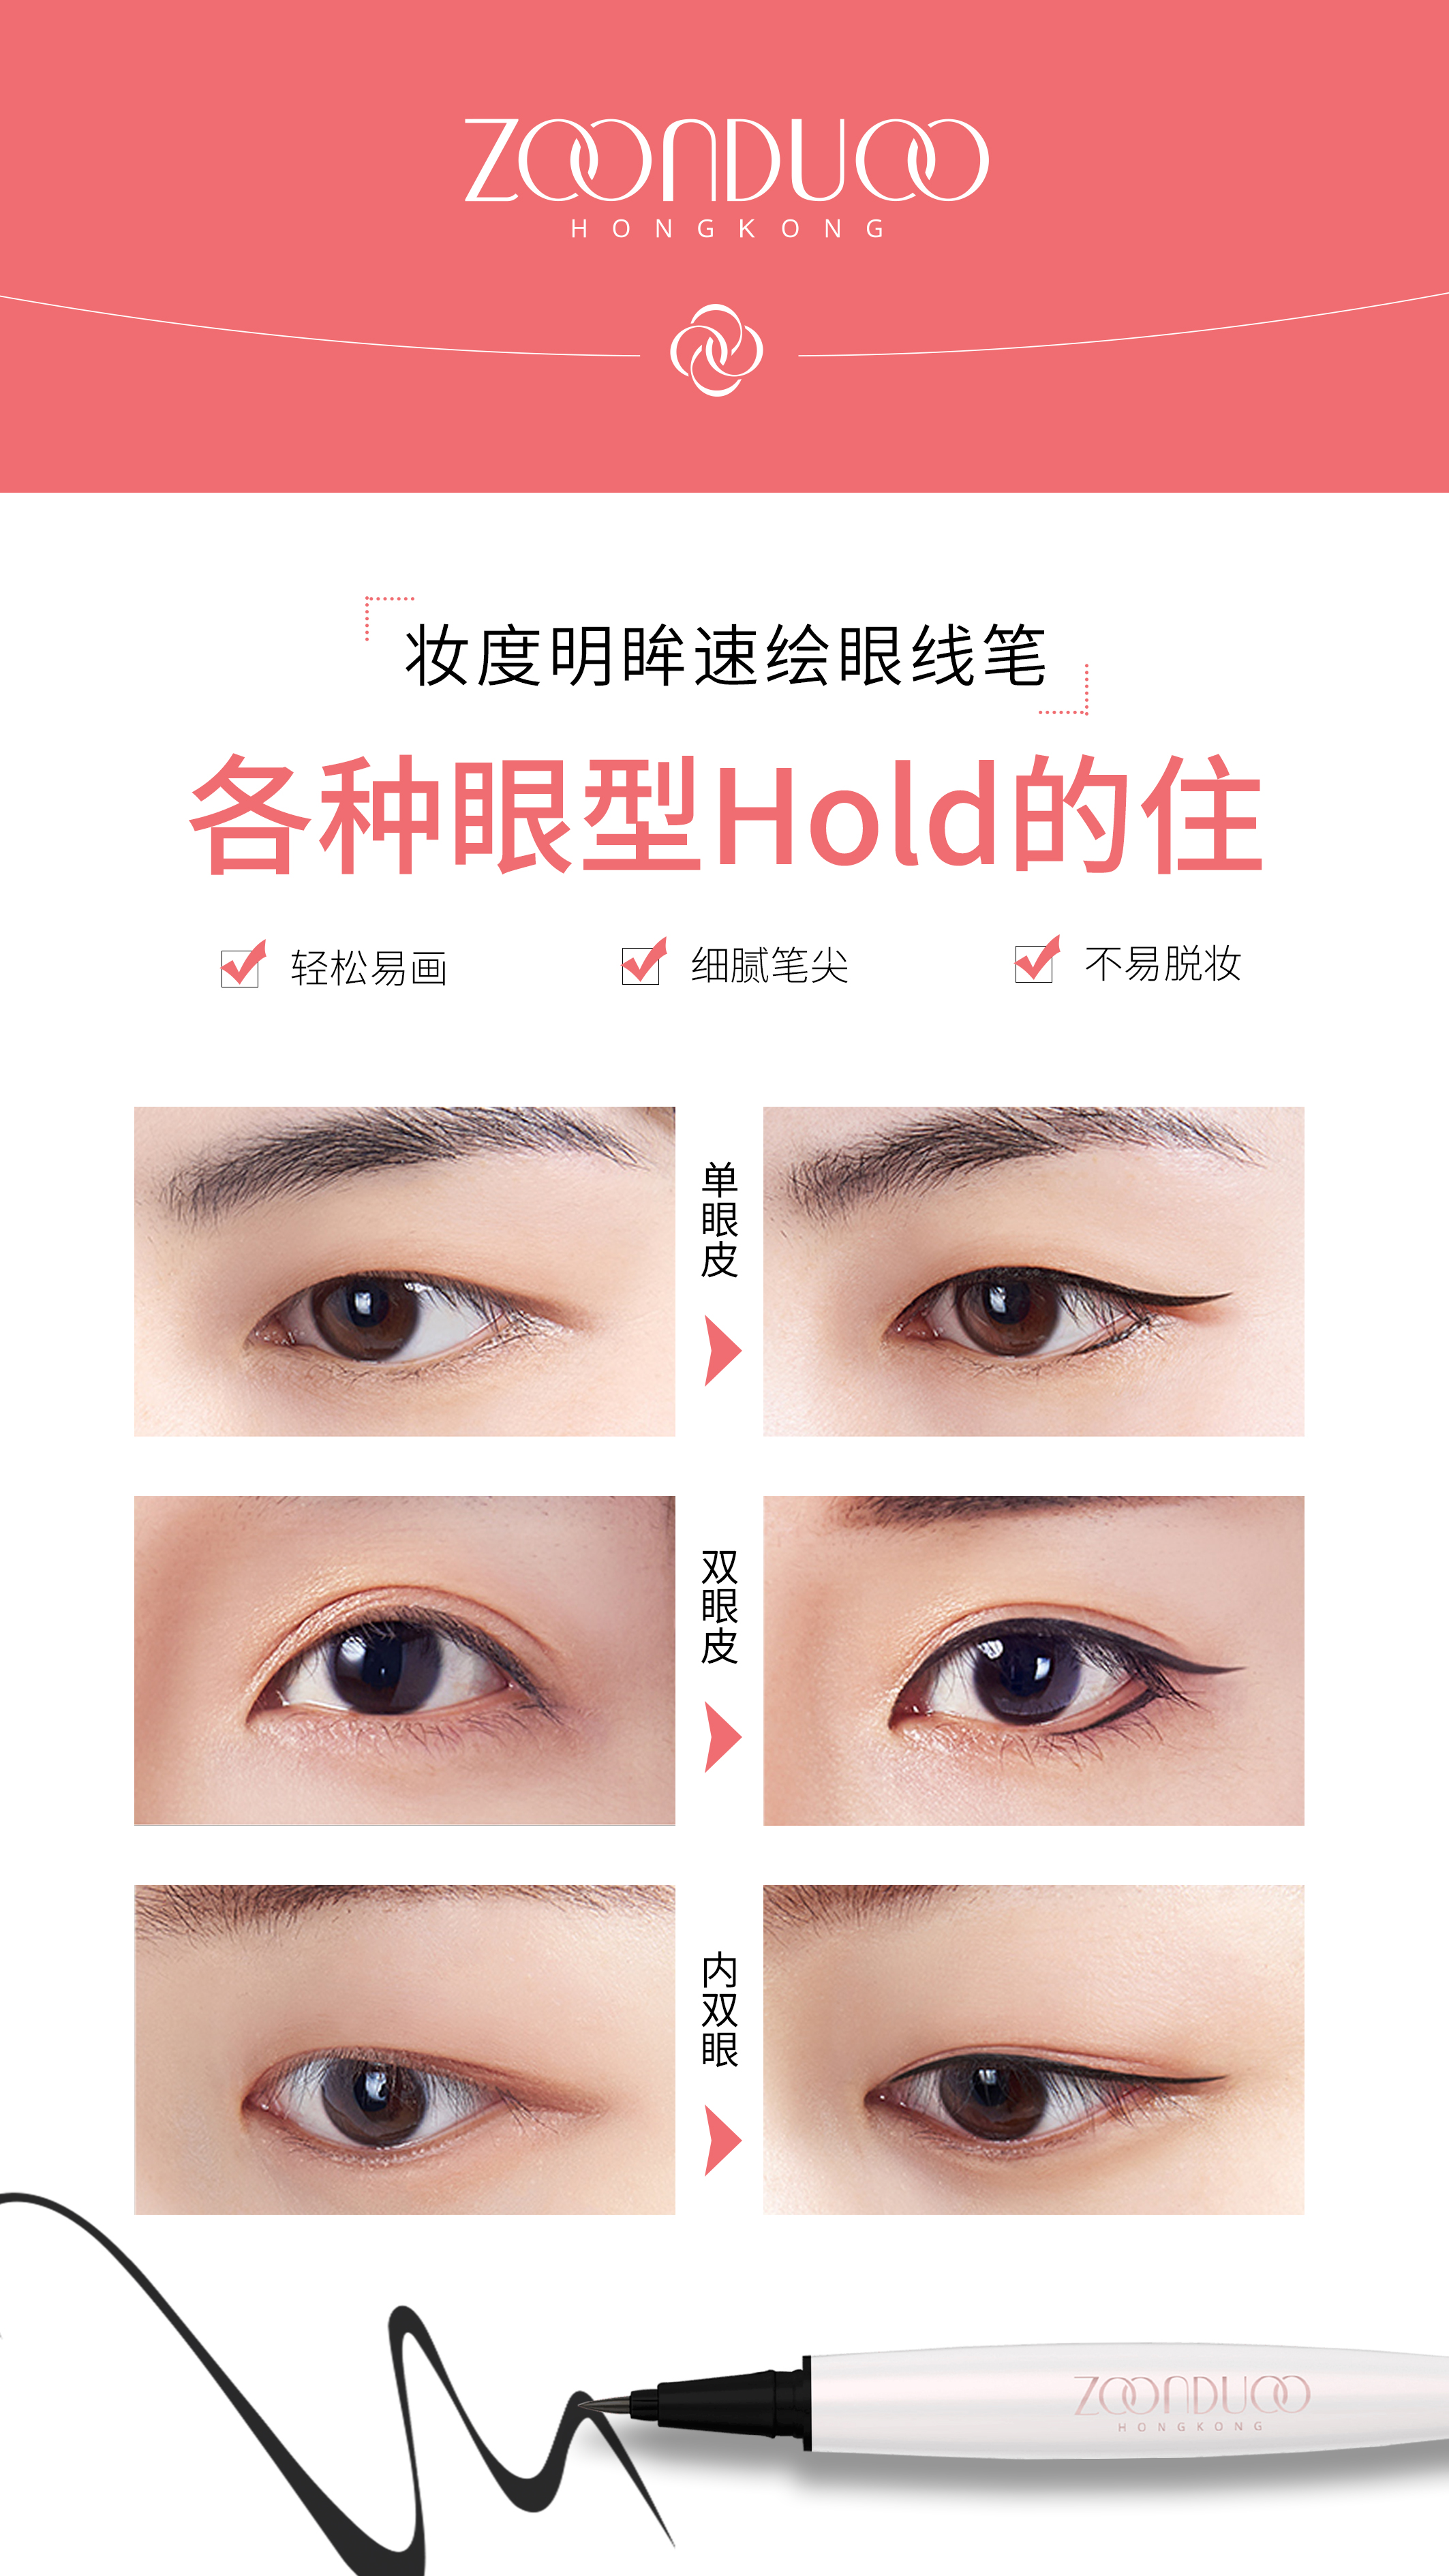 ZOONDUOO
HONGKONG
妆度明眸速绘眼线笔
各种眼型Hold的住
轻松易画
细腻笔尖
不易脱妆
单眼皮
双眼皮
内双眼
ZOONDUOO
HONGKONG